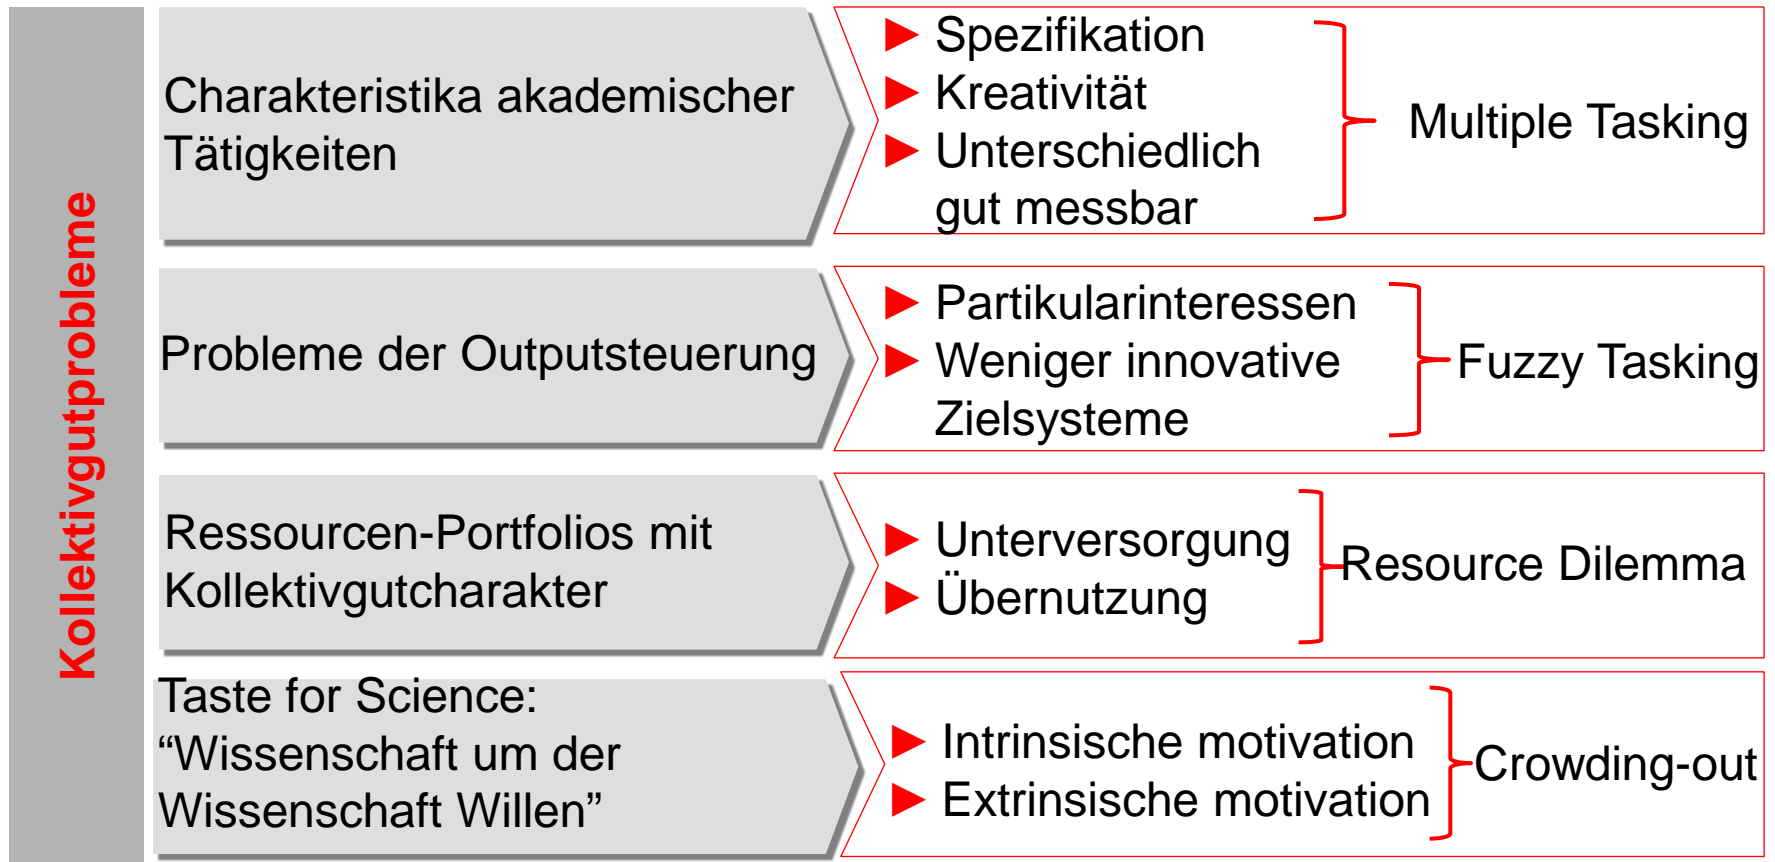 Kollektivgutprobleme
Charakteristika akademischer
Tätigkeiten
Spezifikation
Kreativität
Unterschiedlich
gut messbar
Multiple Tasking
Probleme der Outputsteuerung
Partikularinteressen
Weniger innovative
Zielsysteme
Fuzzy Tasking
Ressourcen-Portfolios mit
Kollektivgutcharakter
Unterversorgung
Übernutzung
Resource Dilemma
Taste for Science:
“Wissenschaft um der
Wissenschaft Willen”
Intrinsische motivation
Extrinsische motivation
Crowding-out